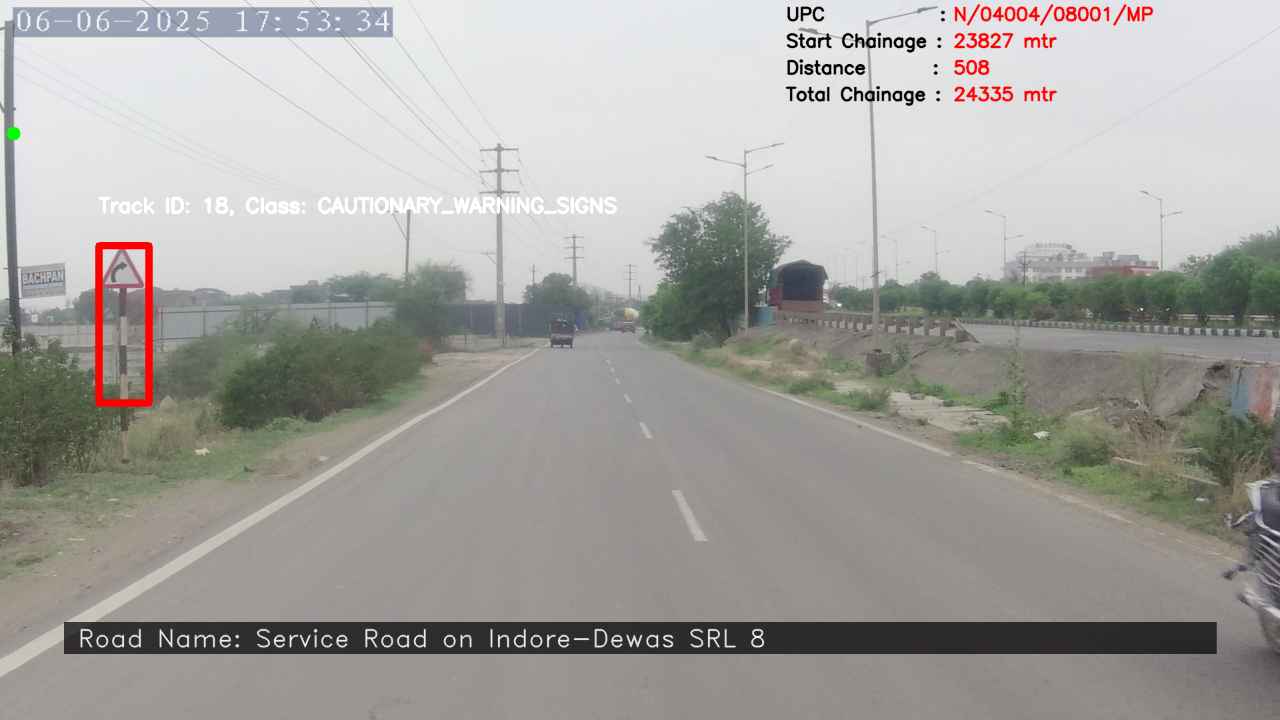 06-06-2025 17:53:34
UPC : N/04004/08001/MP
Start Chainage : 23827 mtr
Distance : 508
Total Chainage : 24335 mtr
Track ID: 18, Class: CAUTIONARY_WARNING_SIGNS
BACHPAN
Road Name: Service Road on Indore-Dewas SRL 8